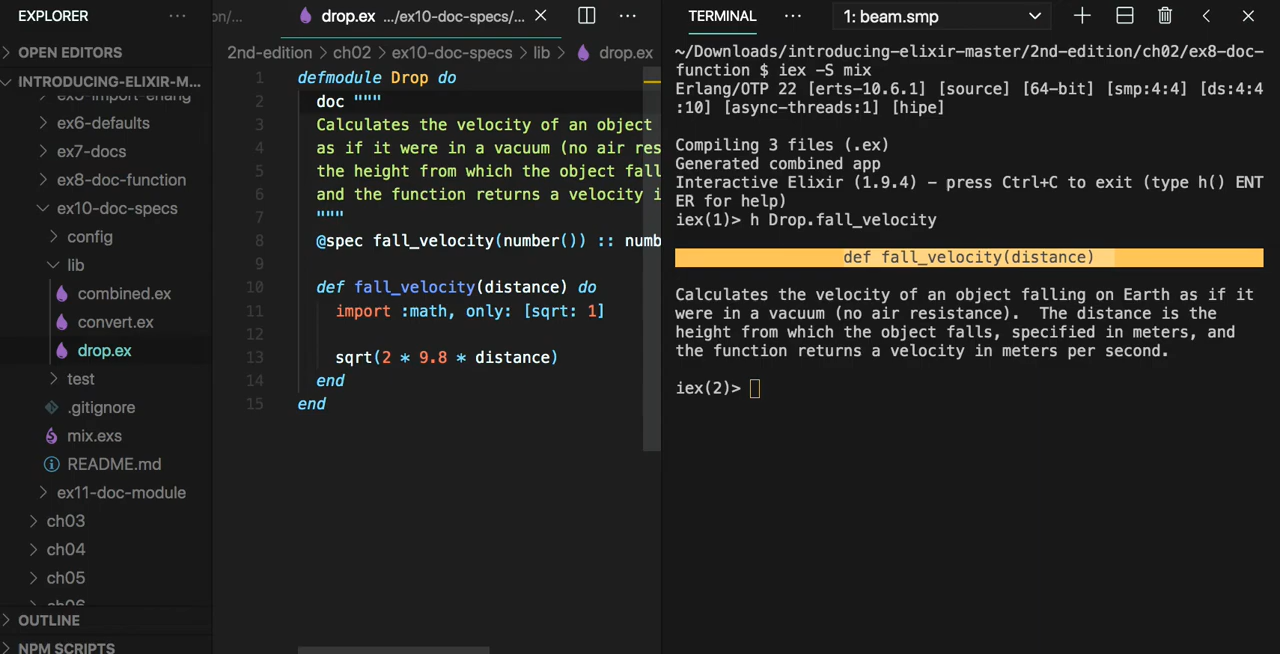 EXPLORER
OPEN EDITORS
INTRODUCING-ELIXIR-M...
ex6-defaults
ex7-docs
ex8-doc-function
ex10-doc-specs
config
lib
combined.ex
convert.ex
drop.ex
test
.gitignore
mix.exs
README.md
ex11-doc-module
ch03
ch04
ch05
ch06
OUTLINE
NPM SCRIPTS
on/...
drop.ex .../ex10-doc-specs/...
2nd-edition > ch02 > ex10-doc-specs > lib > drop.ex
1 defmodule Drop do
2 doc """
3 Calculates the velocity of an object
4 as if it were in a vacuum (no air res
5 the height from which the object fall
6 and the function returns a velocity i
7 """
8 @spec fall_velocity(number()) :: numb
9
10 def fall_velocity(distance) do
11 import :math, only: [sqrt: 1]
12
13 sqrt(2 * 9.8 * distance)
14 end
15 end
TERMINAL
1: beam.smp
~/Downloads/introducing-elixir-master/2nd-edition/ch02/ex8-doc-
function $ iex -S mix
Erlang/OTP 22 [erts-10.6.1] [source] [64-bit] [smp:4:4] [ds:4:4
:10] [async-threads:1] [hipe]
Compiling 3 files (.ex)
Generated combined app
Interactive Elixir (1.9.4) - press Ctrl+C to exit (type h() ENT
ER for help)
iex(1)> h Drop.fall_velocity
def fall_velocity(distance)
Calculates the velocity of an object falling on Earth as if it
were in a vacuum (no air resistance).  The distance is the
height from which the object falls, specified in meters, and
the function returns a velocity in meters per second.
iex(2)>